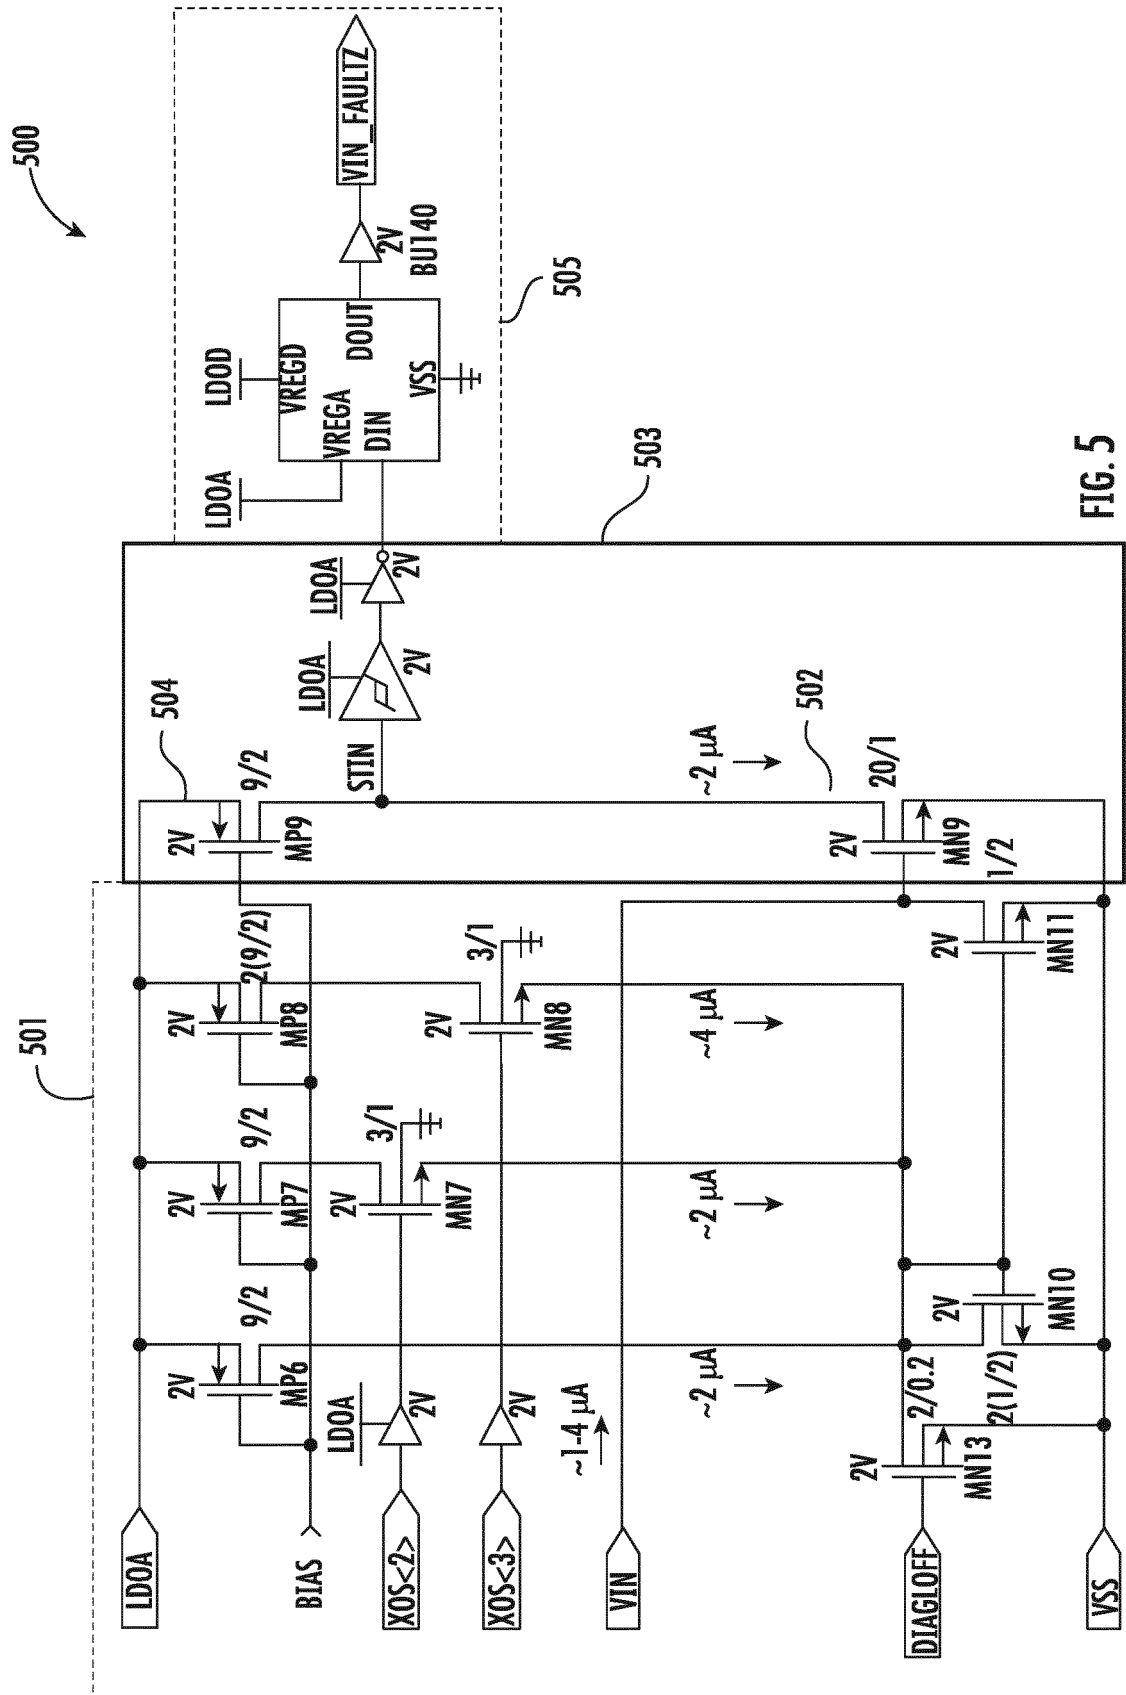 500
501
LDOA
2V
MP6
9/2
2V
MP7
9/2
2V
MP8
2(9/2)
2V
MP9
9/2
504
BIAS
STIN
LDOA
2V
LDOA
2V
LDOA
LDOD
VREGD
VREGA
DIN
DOUT
VSS
2V
BU140
VIN_FAULTZ
505
XOS<2>
LDOA
2V
2V
MN7
3/1
XOS<3>
2V
2V
MN8
3/1
503
VIN
~1-4 µA
~2 µA
~2 µA
~4 µA
~2 µA
502
2V
MN9
20/1
1/2
DIAGLOFF
2V
MN13
2/0.2
2V
MN10
2(1/2)
2V
MN11
VSS
FIG. 5